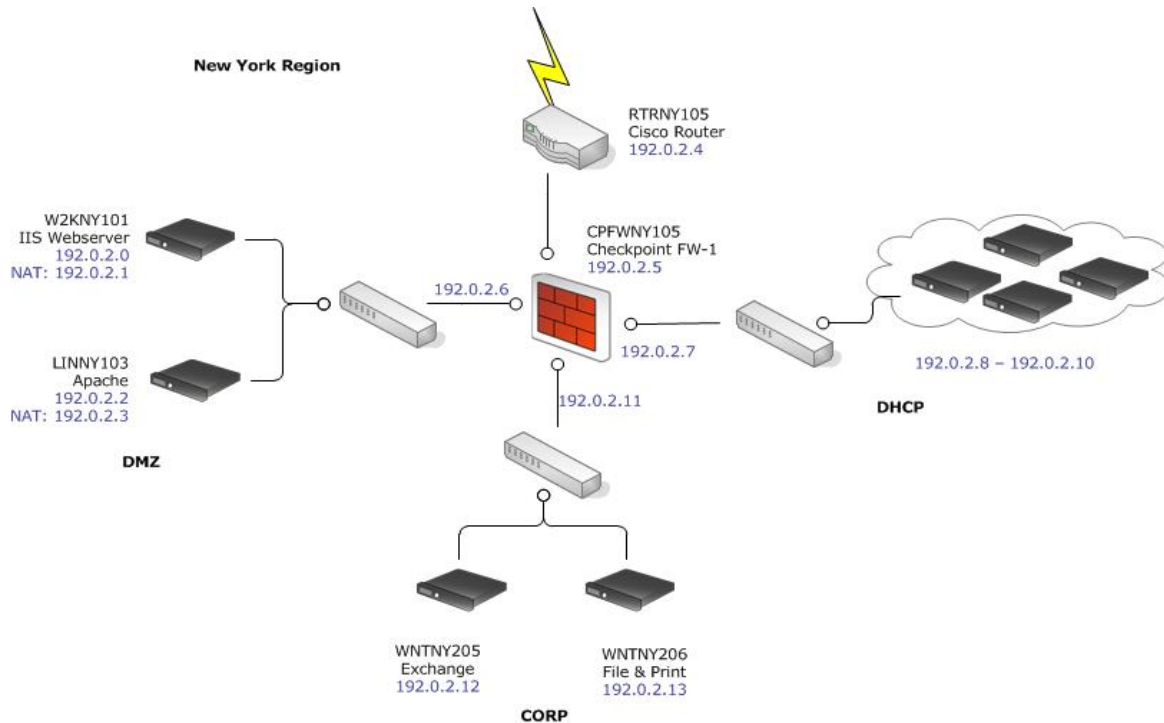 New York Region
RTRNY105
Cisco Router
192.0.2.4
W2KNY101
IIS Webserver
192.0.2.0
NAT: 192.0.2.1
CPFWNY105
Checkpoint FW-1
192.0.2.5
192.0.2.6
192.0.2.7
LINNY103
Apache
192.0.2.2
NAT: 192.0.2.3
DMZ
192.0.2.8 – 192.0.2.10
DHCP
192.0.2.11
WNTNY205
Exchange
192.0.2.12
WNTNY206
File & Print
192.0.2.13
CORP